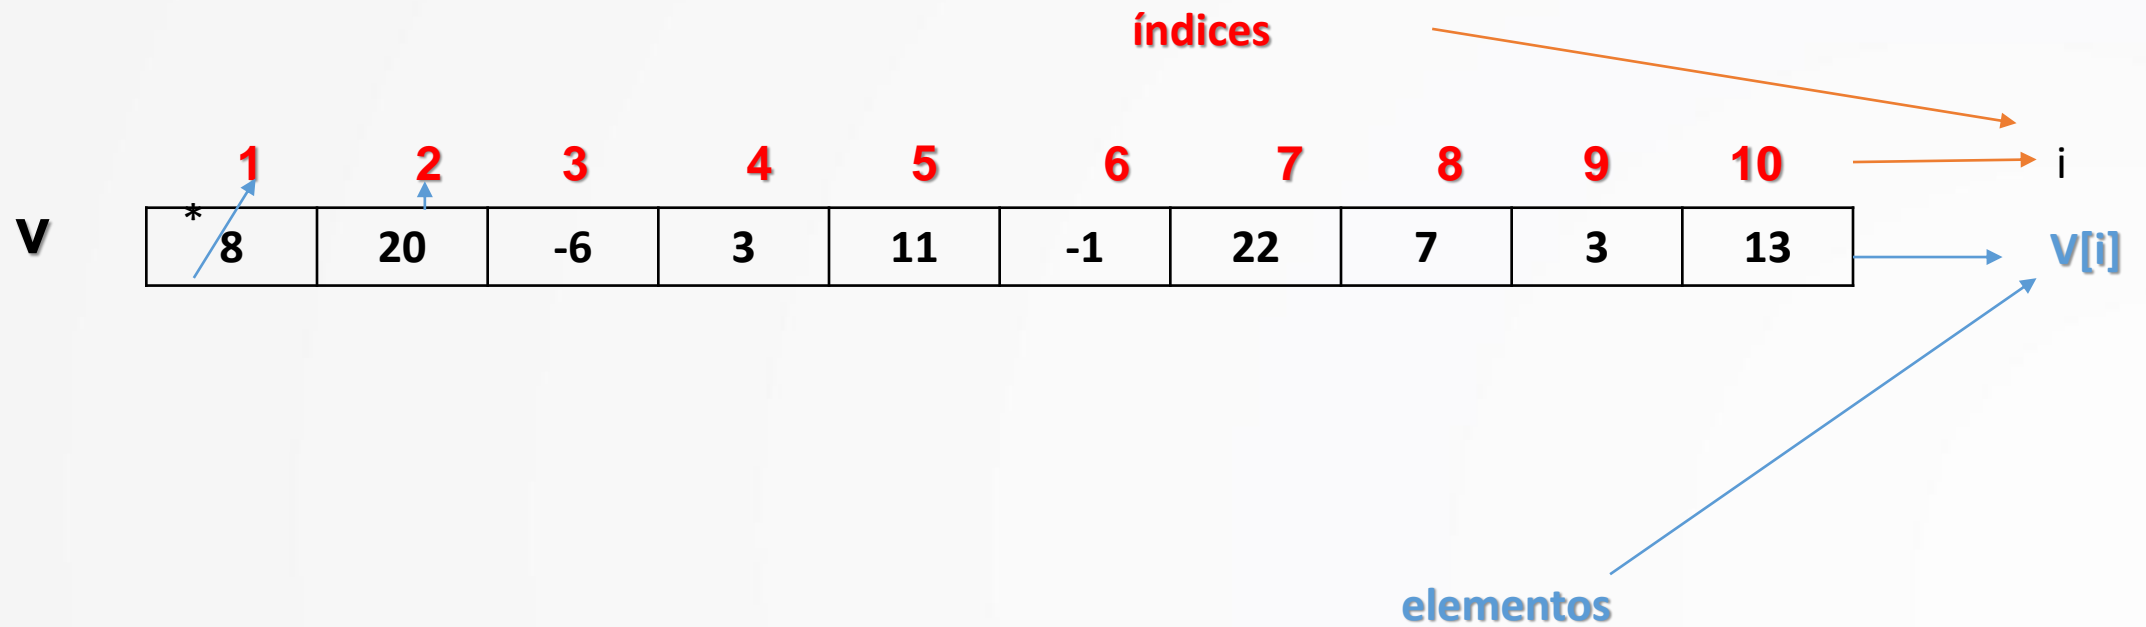 índices
1 2 3 4 5 6 7 8 9 10 i
*
v 8 20 -6 3 11 -1 22 7 3 13 V[i]
elementos